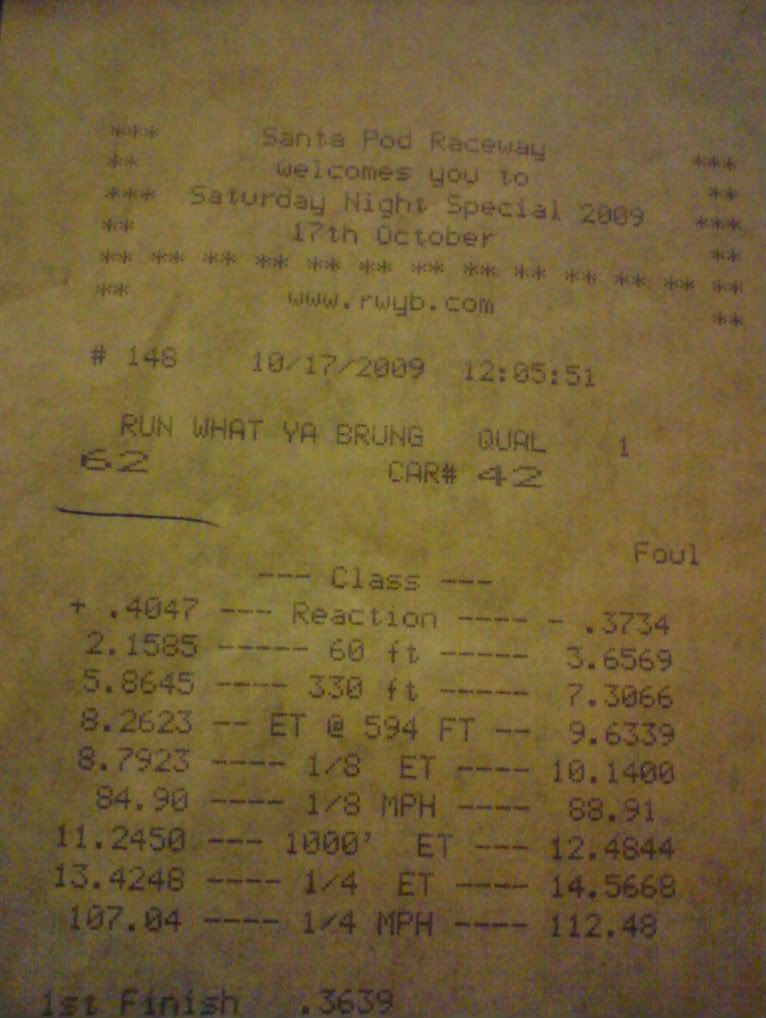 *** Santa Pod Raceway ***
** welcomes you to **
*** Saturday Night Special 2009 ***
** 17th October **
** ** ** ** ** ** ** ** ** ** ** ** **
** www.rwyb.com **
# 148 10/17/2009 12:05:51
RUN WHAT YA BRUNG QUAL 1
62 CAR# 42
Foul
--- Class ---
+ .4047 --- Reaction ---- - .3734
2.1585 ----- 60 ft ----- 3.6569
5.8645 ---- 330 ft ----- 7.3066
8.2623 -- ET @ 594 FT -- 9.6339
8.7923 ---- 1/8 ET ---- 10.1400
84.90 ---- 1/8 MPH ---- 88.91
11.2450 --- 1000' ET --- 12.4844
13.4248 ---- 1/4 ET ---- 14.5668
107.04 ---- 1/4 MPH ---- 112.48
1st Finish .3639